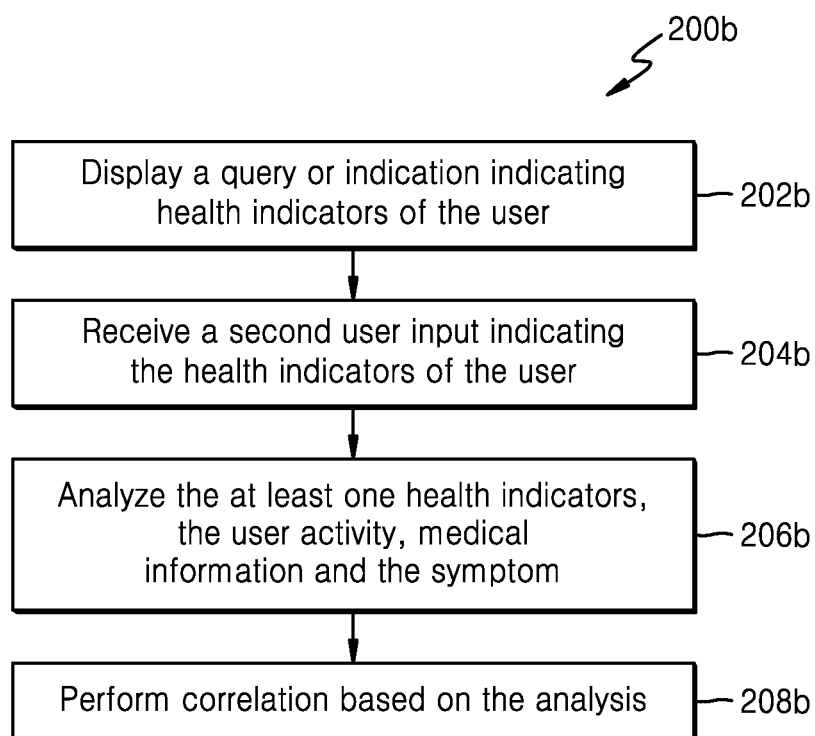 200b
Display a query or indication indicating
health indicators of the user
202b
Receive a second user input indicating
the health indicators of the user
204b
Analyze the at least one health indicators,
the user activity, medical
information and the symptom
206b
Perform correlation based on the analysis
208b